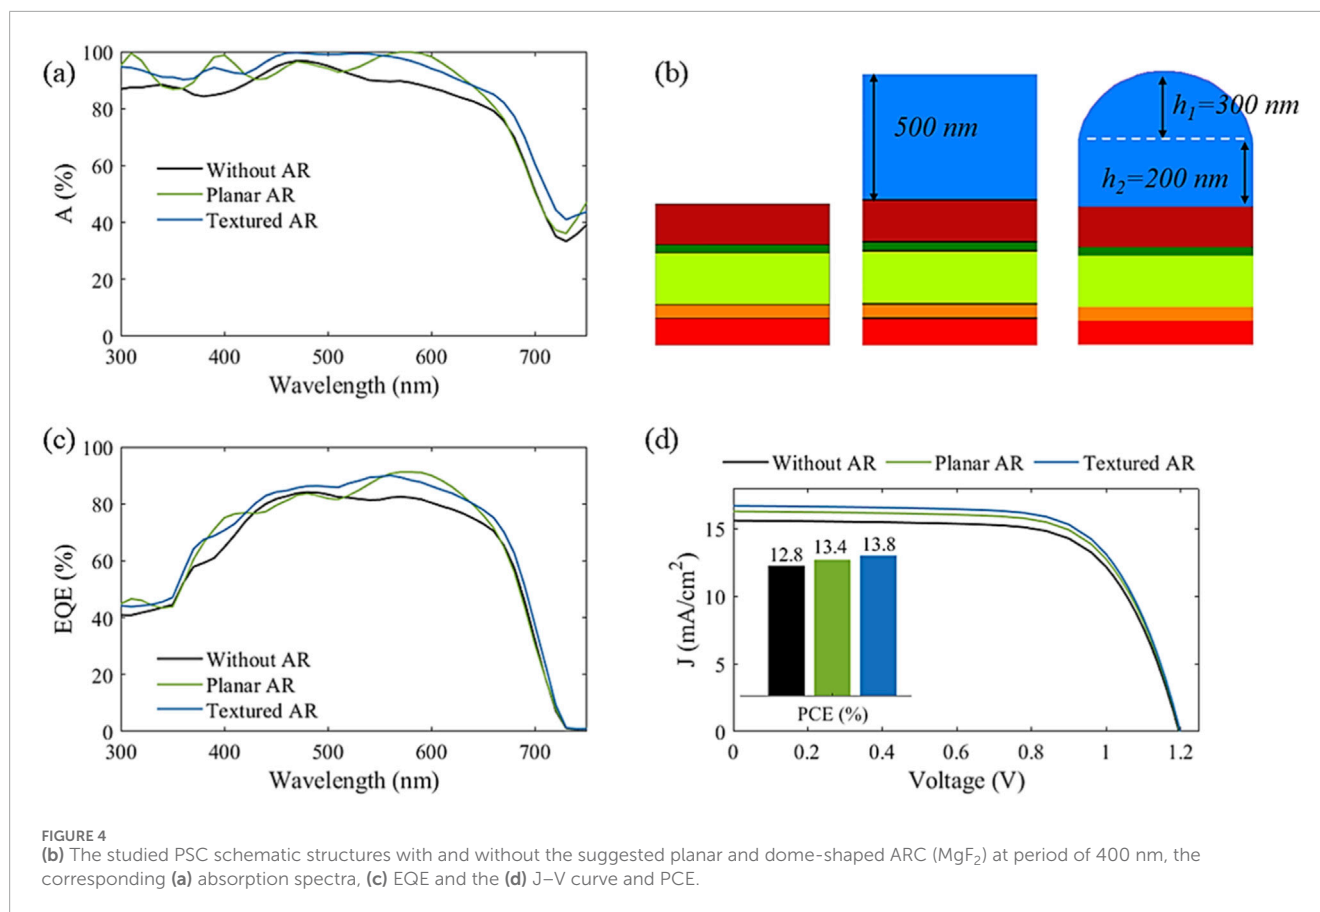 (a)
100
80
60
40
20
0
A (%)
Without AR
Planar AR
Textured AR
300 400 500 600 700
Wavelength (nm)
(b)
500 nm
h₁=300 nm
h₂=200 nm
(c)
100
80
60
40
20
0
EQE (%)
Without AR
Planar AR
Textured AR
300 400 500 600 700
Wavelength (nm)
(d)
Without AR Planar AR Textured AR
15
10
5
0
J (mA/cm²)
12.8 13.4 13.8
PCE (%)
0 0.2 0.4 0.6 0.8 1 1.2
Voltage (V)
FIGURE 4
(b) The studied PSC schematic structures with and without the suggested planar and dome-shaped ARC (MgF₂) at period of 400 nm, the
corresponding (a) absorption spectra, (c) EQE and the (d) J–V curve and PCE.